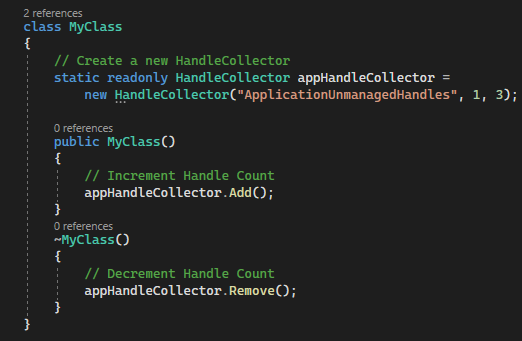 2 references
class MyClass
{
// Create a new HandleCollector
static readonly HandleCollector appHandleCollector =
new HandleCollector("ApplicationUnmanagedHandles", 1, 3);
0 references
public MyClass()
{
// Increment Handle Count
appHandleCollector.Add();
}
0 references
~MyClass()
{
// Decrement Handle Count
appHandleCollector.Remove();
}
}